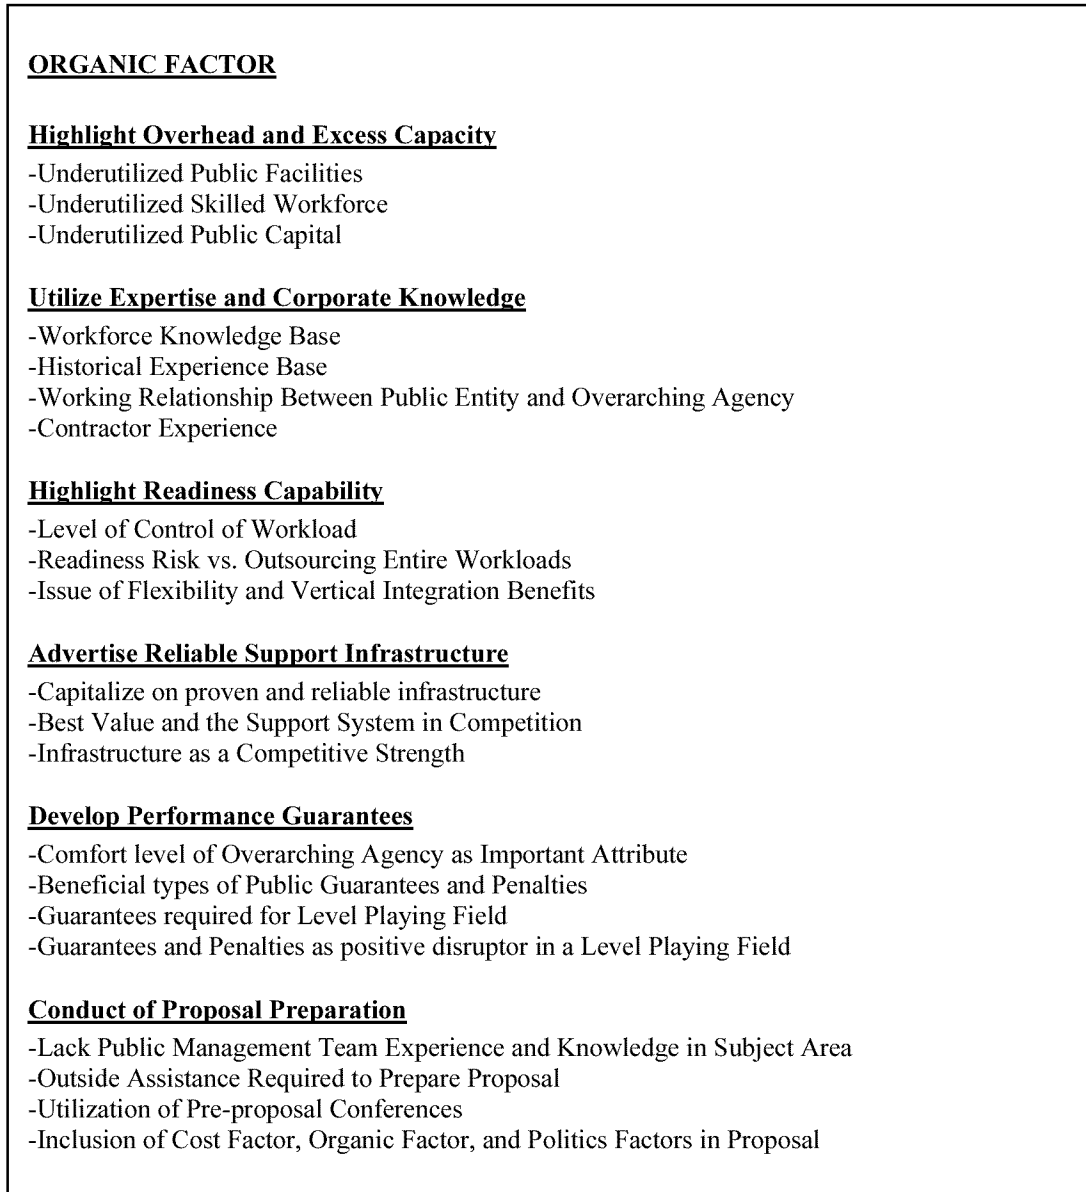 ORGANIC FACTOR
Highlight Overhead and Excess Capacity
-Underutilized Public Facilities
-Underutilized Skilled Workforce
-Underutilized Public Capital
Utilize Expertise and Corporate Knowledge
-Workforce Knowledge Base
-Historical Experience Base
-Working Relationship Between Public Entity and Overarching Agency
-Contractor Experience
Highlight Readiness Capability
-Level of Control of Workload
-Readiness Risk vs. Outsourcing Entire Workloads
-Issue of Flexibility and Vertical Integration Benefits
Advertise Reliable Support Infrastructure
-Capitalize on proven and reliable infrastructure
-Best Value and the Support System in Competition
-Infrastructure as a Competitive Strength
Develop Performance Guarantees
-Comfort level of Overarching Agency as Important Attribute
-Beneficial types of Public Guarantees and Penalties
-Guarantees required for Level Playing Field
-Guarantees and Penalties as positive disruptor in a Level Playing Field
Conduct of Proposal Preparation
-Lack Public Management Team Experience and Knowledge in Subject Area
-Outside Assistance Required to Prepare Proposal
-Utilization of Pre-proposal Conferences
-Inclusion of Cost Factor, Organic Factor, and Politics Factors in Proposal